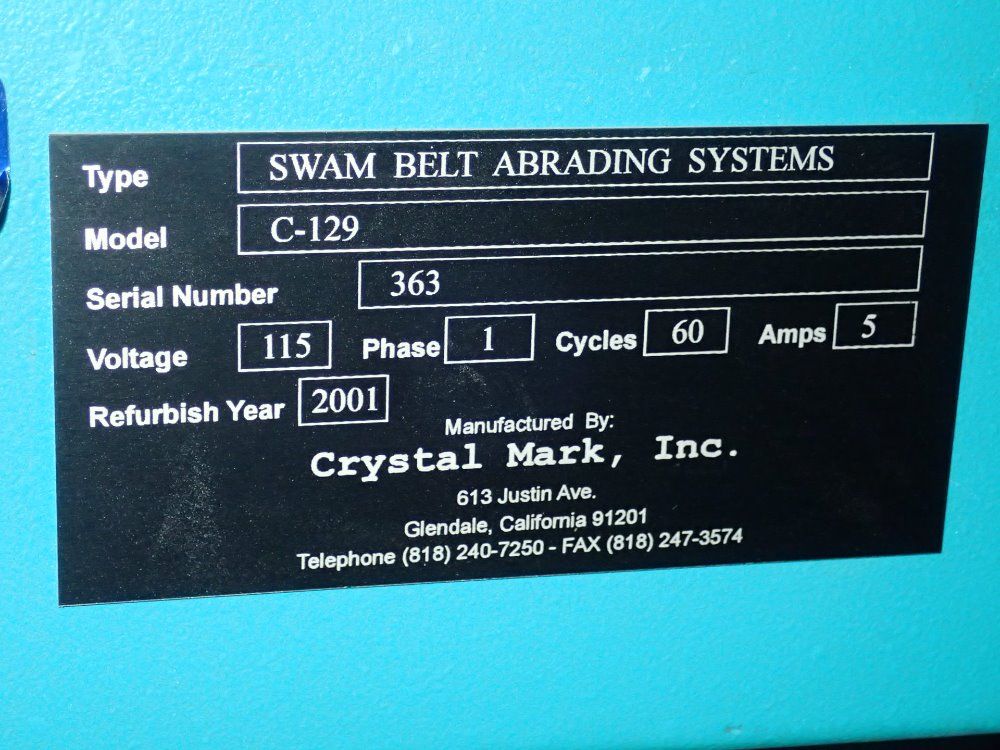 Type SWAM BELT ABRADING SYSTEMS
Model C-129
Serial Number 363
Voltage 115 Phase 1 Cycles 60 Amps 5
Refurbish Year 2001
Manufactured By:
Crystal Mark, Inc.
613 Justin Ave.
Glendale, California 91201
Telephone (818) 240-7250 - FAX (818) 247-3574